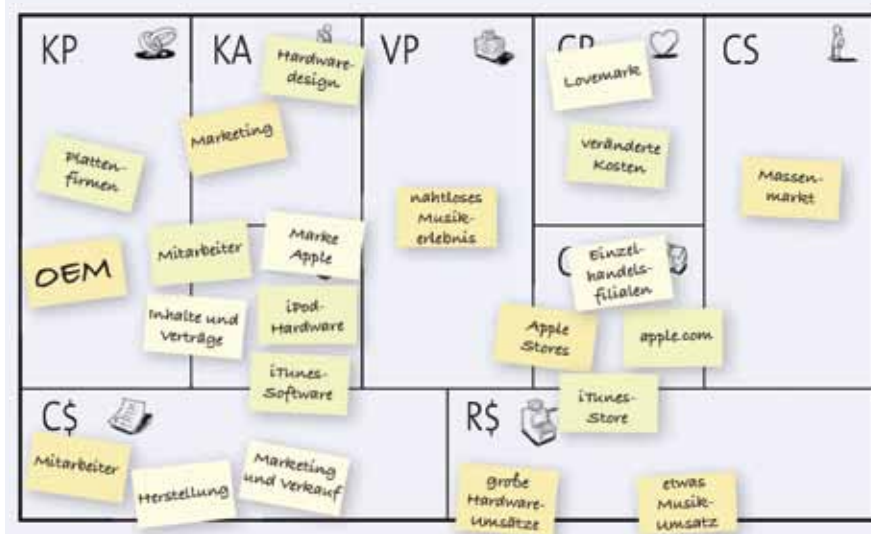 KP
Platten-
firmen
OEM
KA
Hardware-
design
Marketing
Mitarbeiter
Marke
Apple
Inhalte und
Verträge
iPod-
Hardware
iTunes-
Software
VP
nahtloses
Musik-
erlebnis
Lovemark
veränderte
Kosten
Einzel-
handels-
filialen
Apple
Stores
apple.com
iTunes-
Store
CS
Massen-
markt
C$
Mitarbeiter
Herstellung
Marketing
und Verkauf
R$
große
Hardware-
Umsätze
etwas
Musik-
umsatz